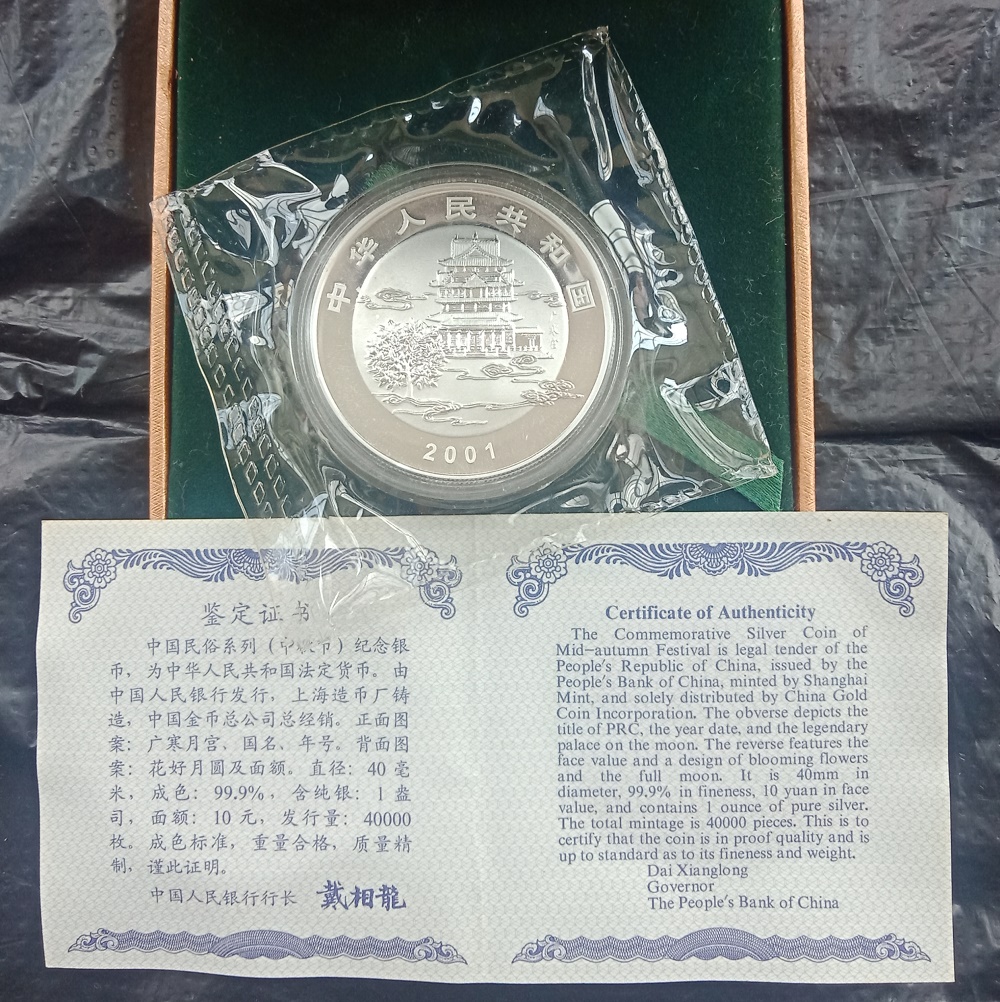 中华人民共和国
2001
鉴定证书
中国民俗系列（中秋节）纪念银
币，为中华人民共和国法定货币。由
中国人民银行发行，上海造币厂铸
造，中国金币总公司总经销。正面图
案：广寒月宫、国名、年号。背面图
案：花好月圆及面额。直径：40 毫
米，成色：99.9%，含纯银：1 盎
司，面额：10 元，发行量：40000
枚。成色标准，重量合格，质量精
制，谨此证明。
中国人民银行行长 戴相龍
Certificate of Authenticity
The Commemorative Silver Coin of
Mid-autumn Festival is legal tender of the
People's Republic of China, issued by the
People's Bank of China, minted by Shanghai
Mint, and solely distributed by China Gold
Coin Incorporation. The obverse depicts the
title of PRC, the year date, and the legendary
palace on the moon. The reverse features the
face value and a design of blooming flowers
and the full moon. It is 40mm in
diameter, 99.9% in fineness, 10 yuan in face
value, and contains 1 ounce of pure silver.
The total mintage is 40000 pieces. This is to
certify that the coin is in proof quality and is
up to standard as to its fineness and weight.
Dai Xianglong
Governor
The People's Bank of China